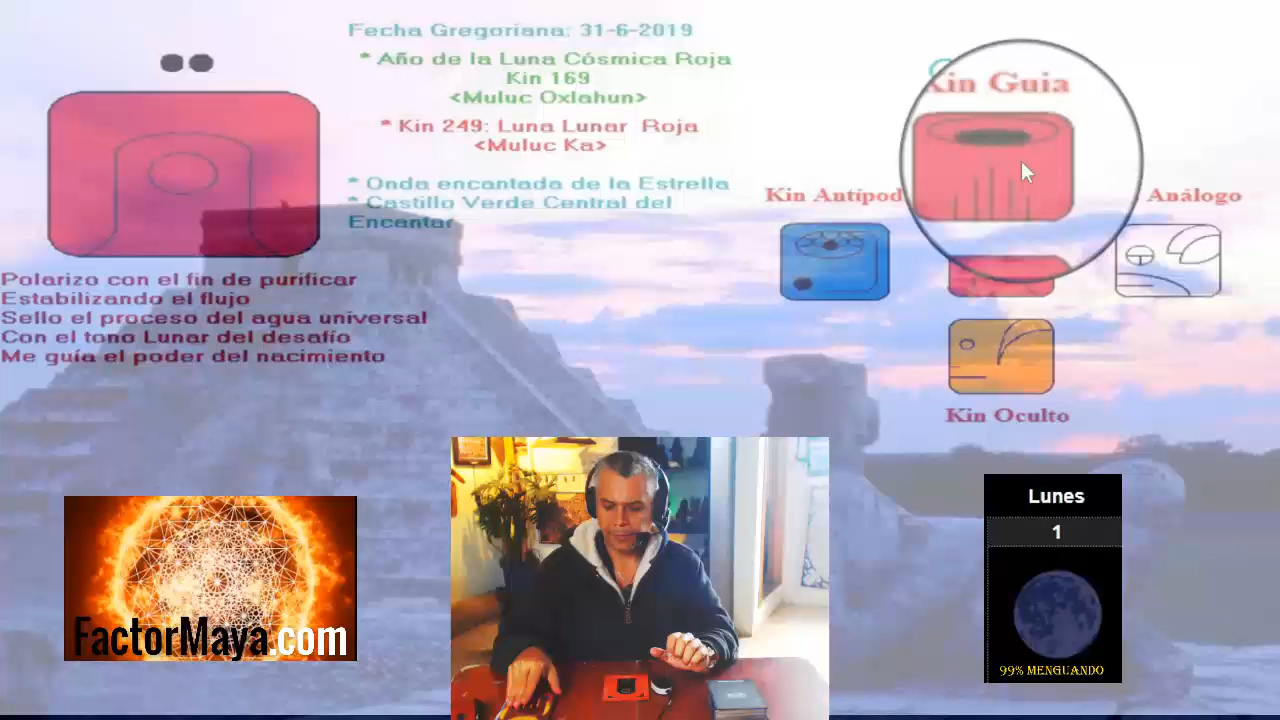 Fecha Gregoriana: 31-6-2019
* Año de la Luna Cósmica Roja
Kin 169
<Muluc Oxlahun>
* Kin 249: Luna Lunar Roja
<Muluc Ka>
* Onda encantada de la Estrella
* Castillo Verde Central del
Encantar
Polarizo con el fin de purificar
Estabilizando el flujo
Sello el proceso del agua universal
Con el tono Lunar del desafío
Me guía el poder del nacimiento
Kin Guia
Kin Antípod
Análogo
Kin Oculto
FactorMaya.com
Lunes
1
99% MENGUANDO